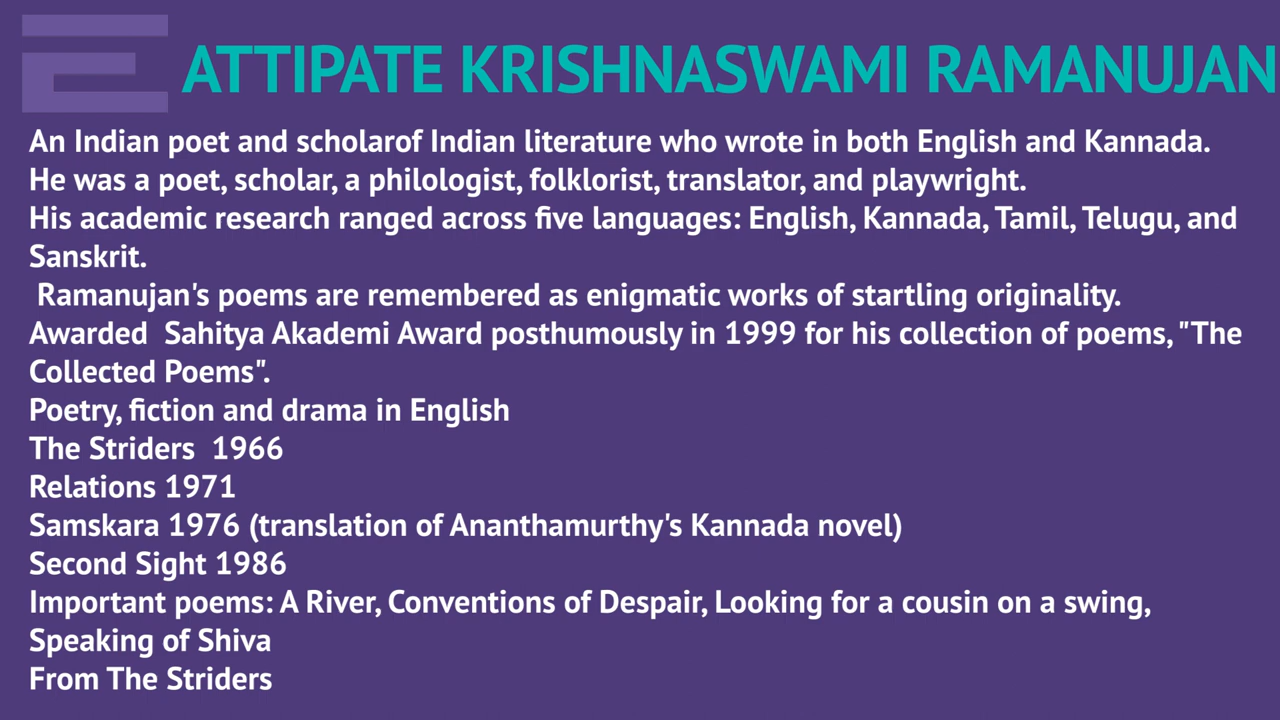 ATTIPATE KRISHNASWAMI RAMANUJAN
An Indian poet and scholarof Indian literature who wrote in both English and Kannada.
He was a poet, scholar, a philologist, folklorist, translator, and playwright.
His academic research ranged across five languages: English, Kannada, Tamil, Telugu, and
Sanskrit.
Ramanujan's poems are remembered as enigmatic works of startling originality.
Awarded  Sahitya Akademi Award posthumously in 1999 for his collection of poems, "The
Collected Poems".
Poetry, fiction and drama in English
The Striders  1966
Relations 1971
Samskara 1976 (translation of Ananthamurthy's Kannada novel)
Second Sight 1986
Important poems: A River, Conventions of Despair, Looking for a cousin on a swing,
Speaking of Shiva
From The Striders